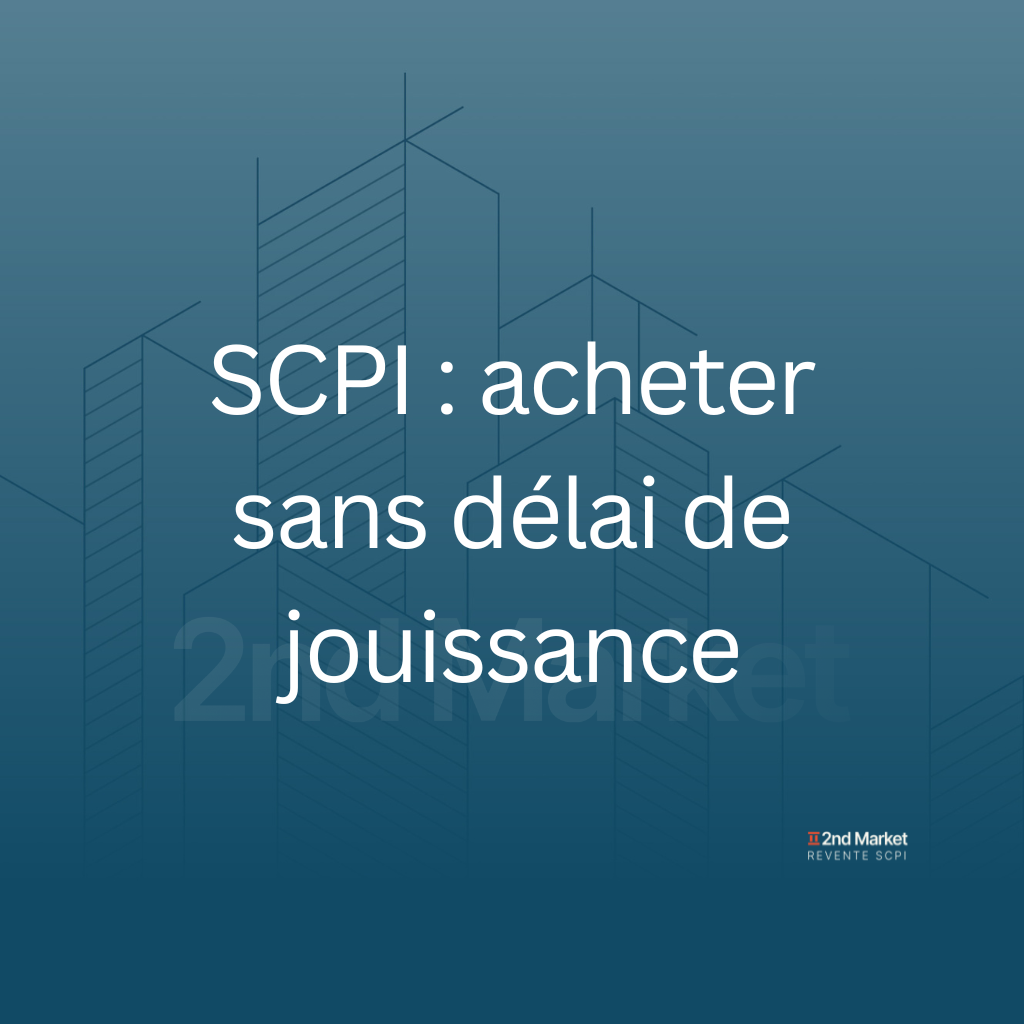 SCPI : acheter
sans délai de
jouissance
2nd Market
2nd Market
REVENTE SCPI